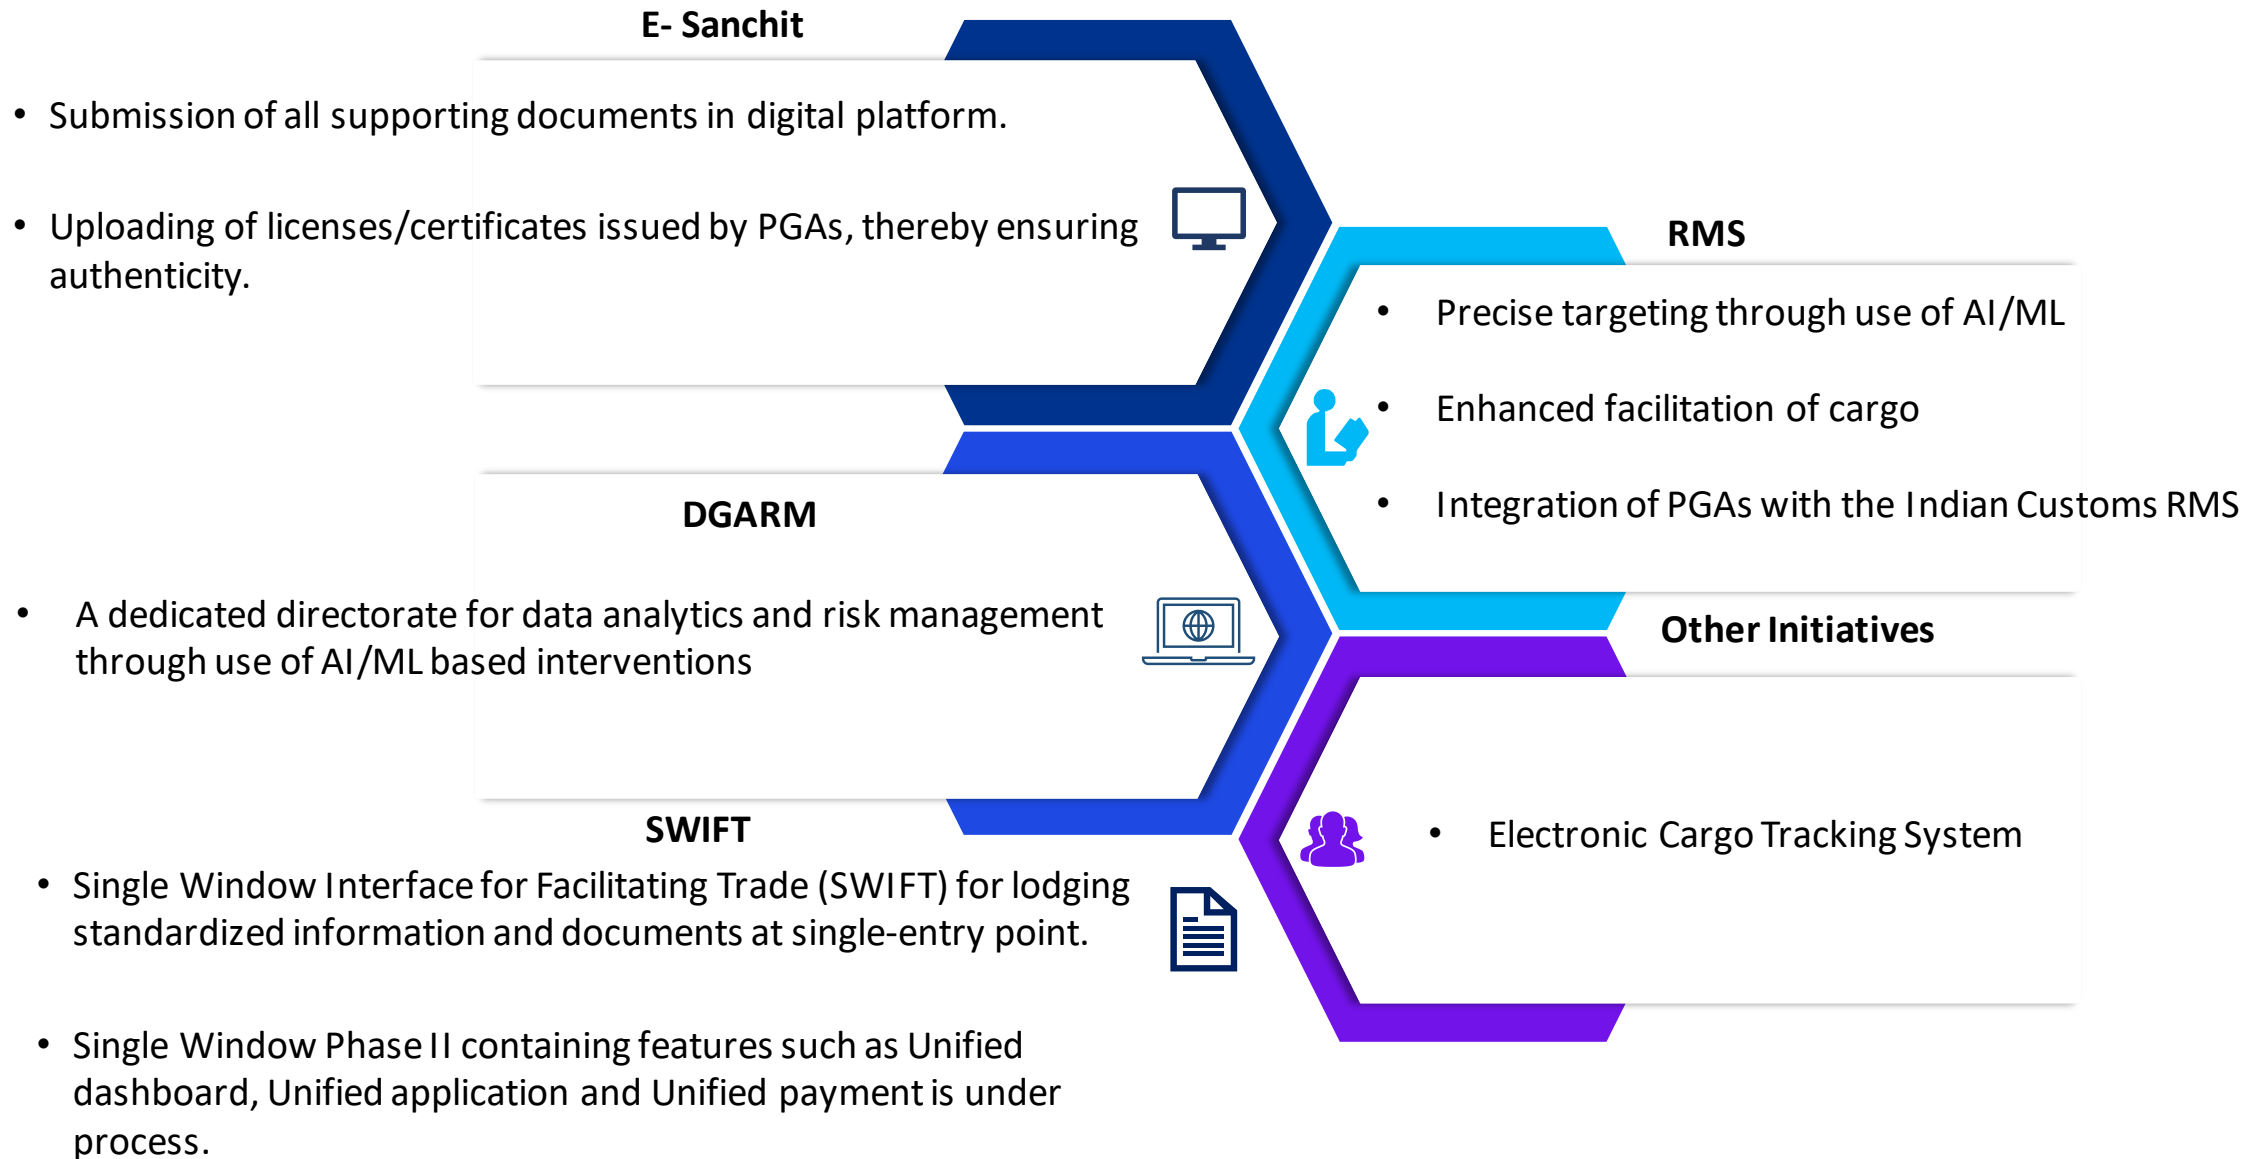 E- Sanchit
• Submission of all supporting documents in digital platform.
• Uploading of licenses/certificates issued by PGAs, thereby ensuring
authenticity.
RMS
• Precise targeting through use of AI/ML
• Enhanced facilitation of cargo
• Integration of PGAs with the Indian Customs RMS
DGARM
• A dedicated directorate for data analytics and risk management
through use of AI/ML based interventions
Other Initiatives
• Electronic Cargo Tracking System
SWIFT
• Single Window Interface for Facilitating Trade (SWIFT) for lodging
standardized information and documents at single-entry point.
• Single Window Phase II containing features such as Unified
dashboard, Unified application and Unified payment is under
process.